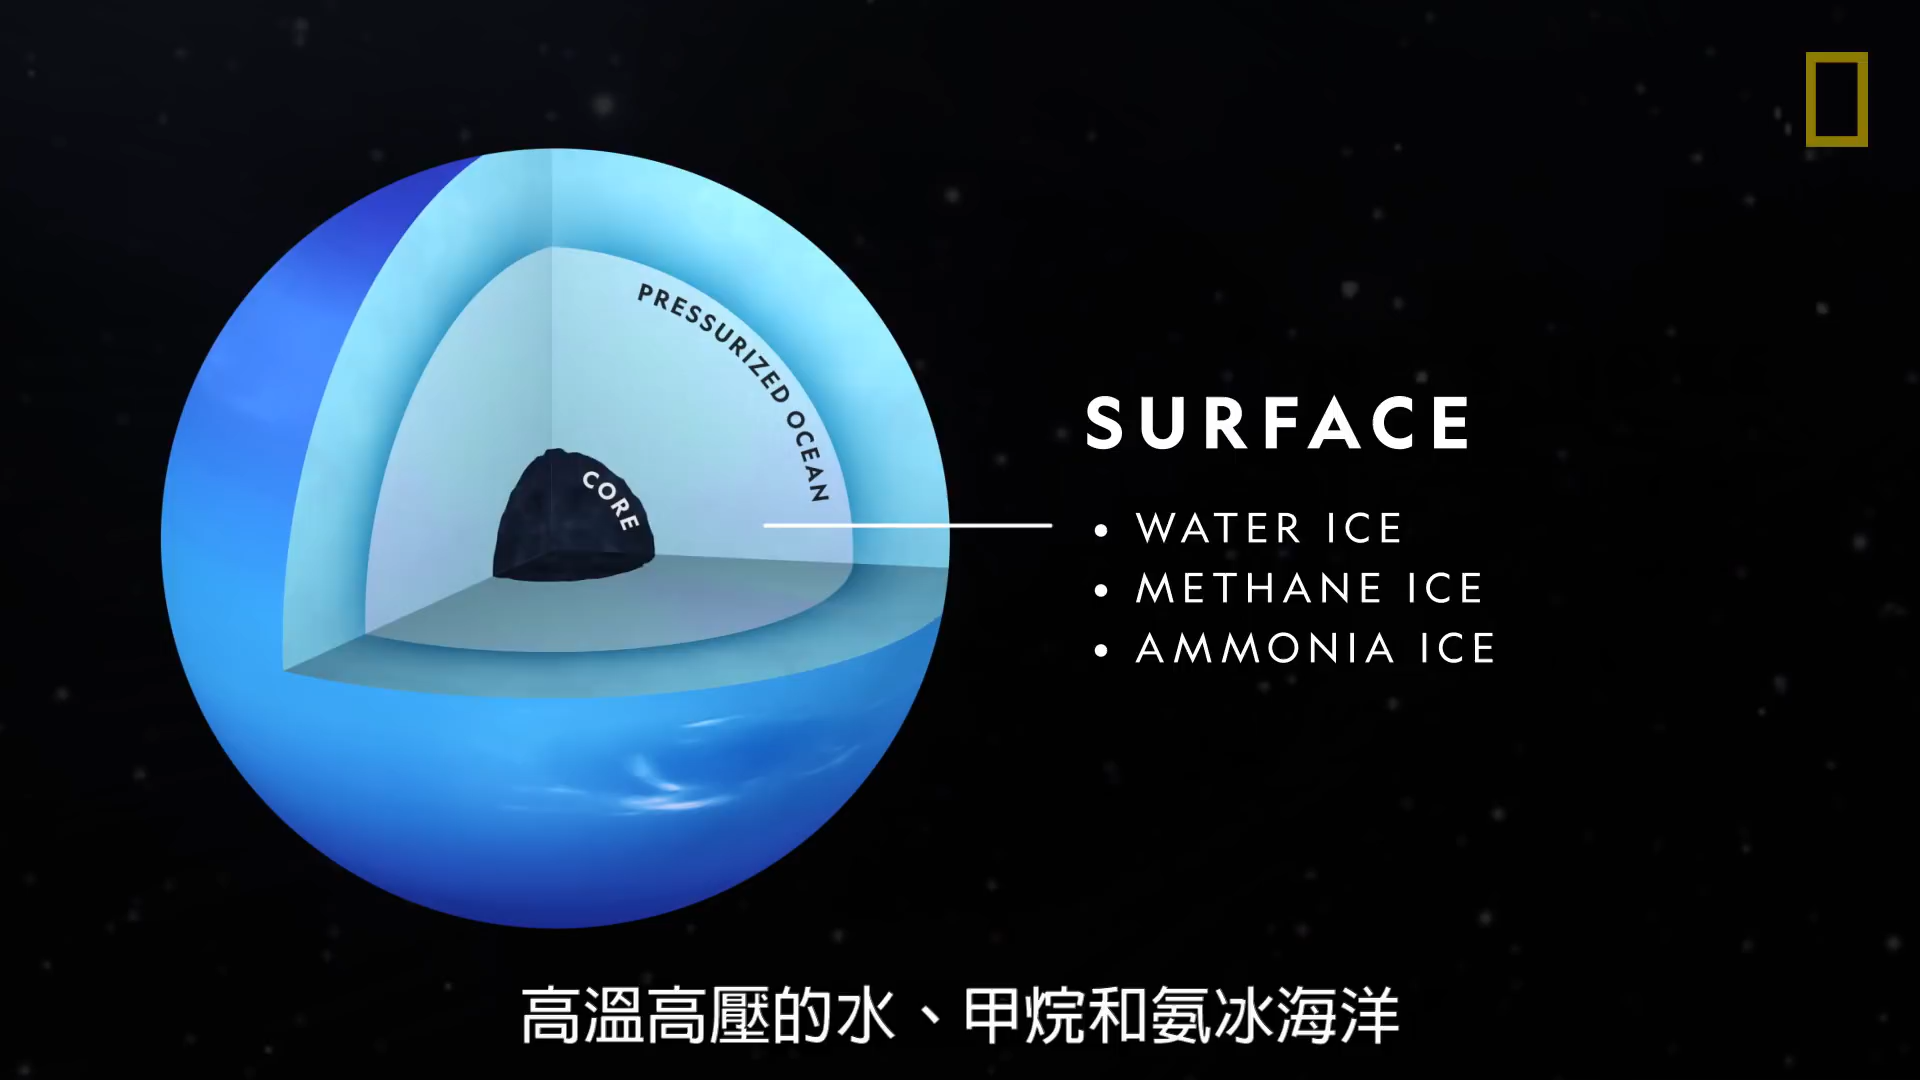 PRESSURIZED OCEAN
CORE
SURFACE
• WATER ICE
• METHANE ICE
• AMMONIA ICE
高溫高壓的水、甲烷和氨冰海洋